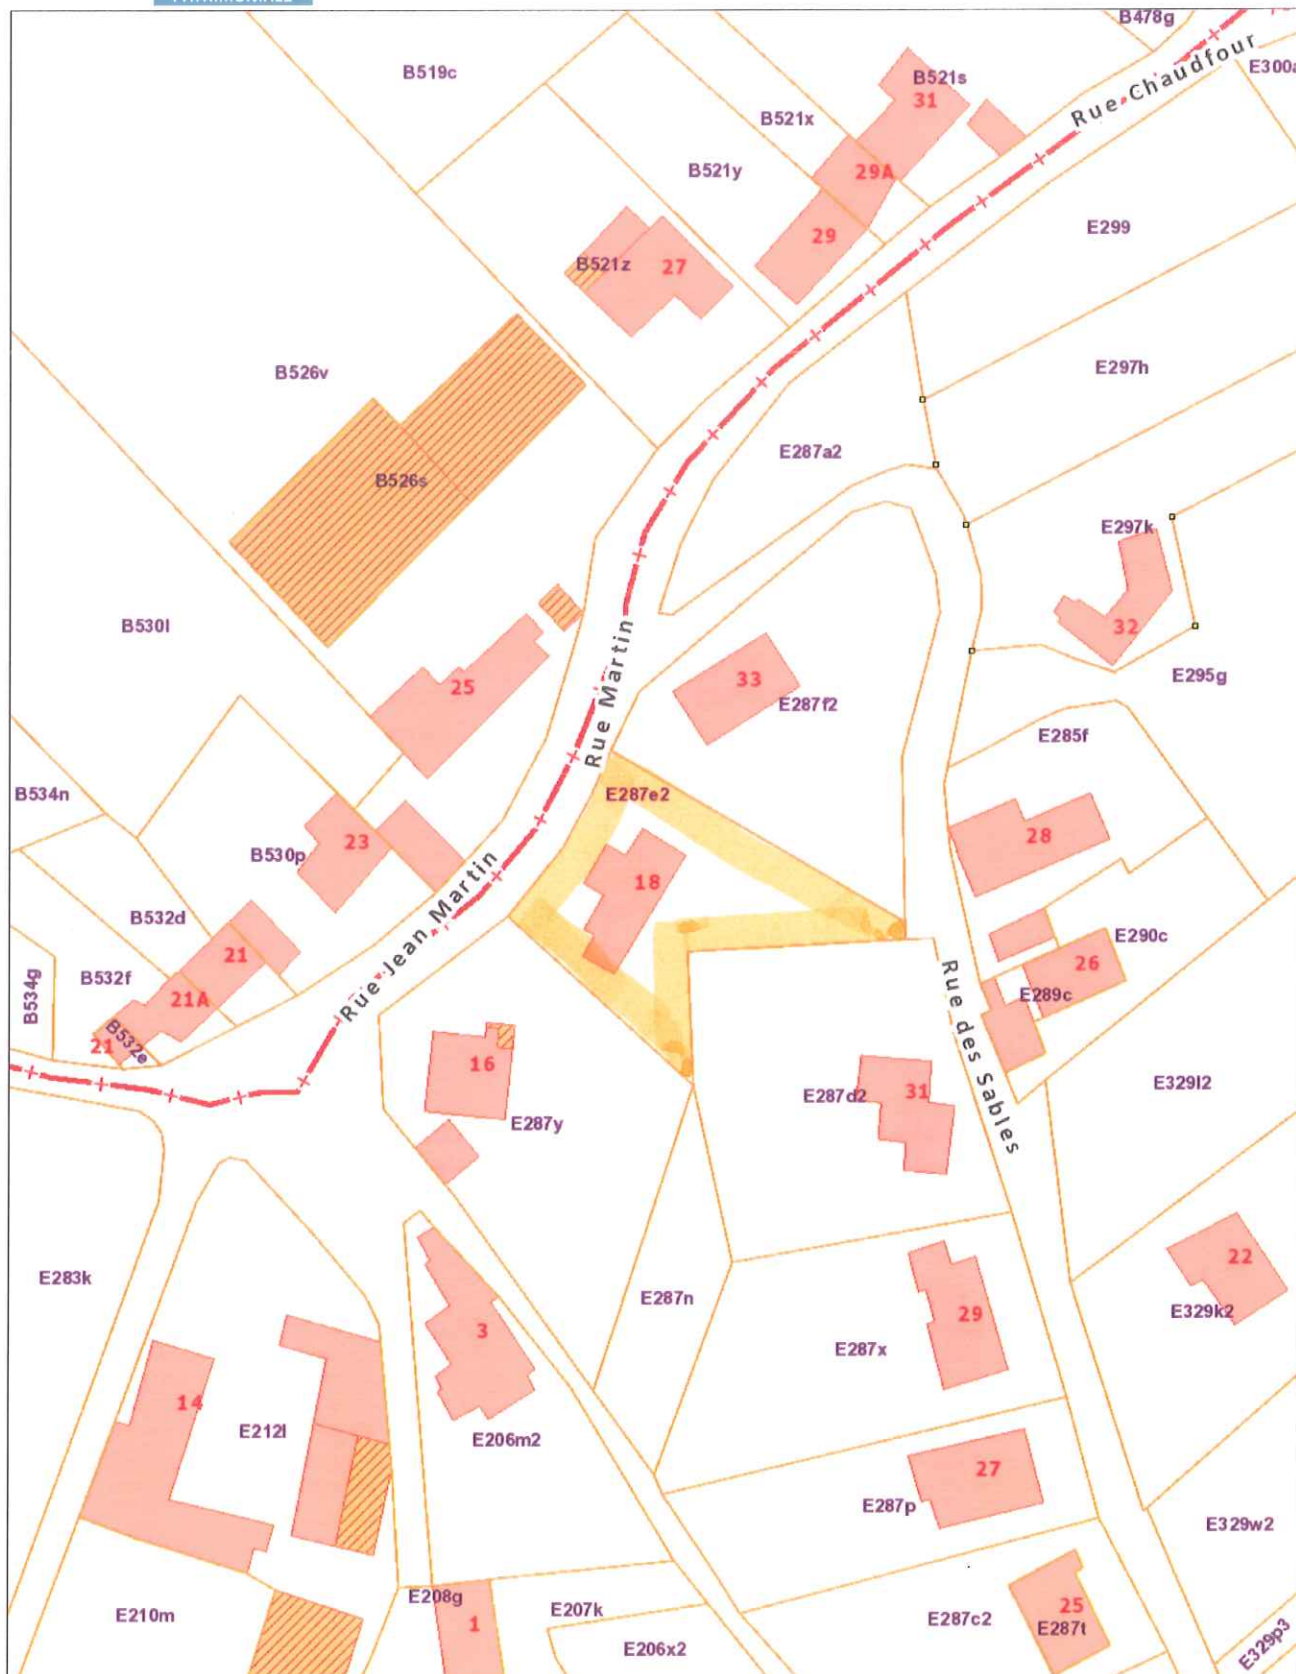 PATRIMONIALE
B478g
B519c
B521s
31
Rue Chaudfour
E300a
B521x
29A
B521y
29
E299
B521z
27
B526v
E297h
E287a2
B526s
E297k
B530l
32
Rue Martin
E295g
25
33
E287f2
E285f
B534n
E287e2
23
28
B530p
18
Rue Jean Martin
B532d
21
E290c
26
B532f
21A
E289c
B534g
B532e
21
Rue des Sables
16
E287d2
31
E329l2
E287y
E283k
22
E287n
E329k2
3
29
E287x
14
E212l
E206m2
27
E287p
E329w2
E208g
E210m
1
E207k
E287c2
25
E287t
E206x2
E329p3